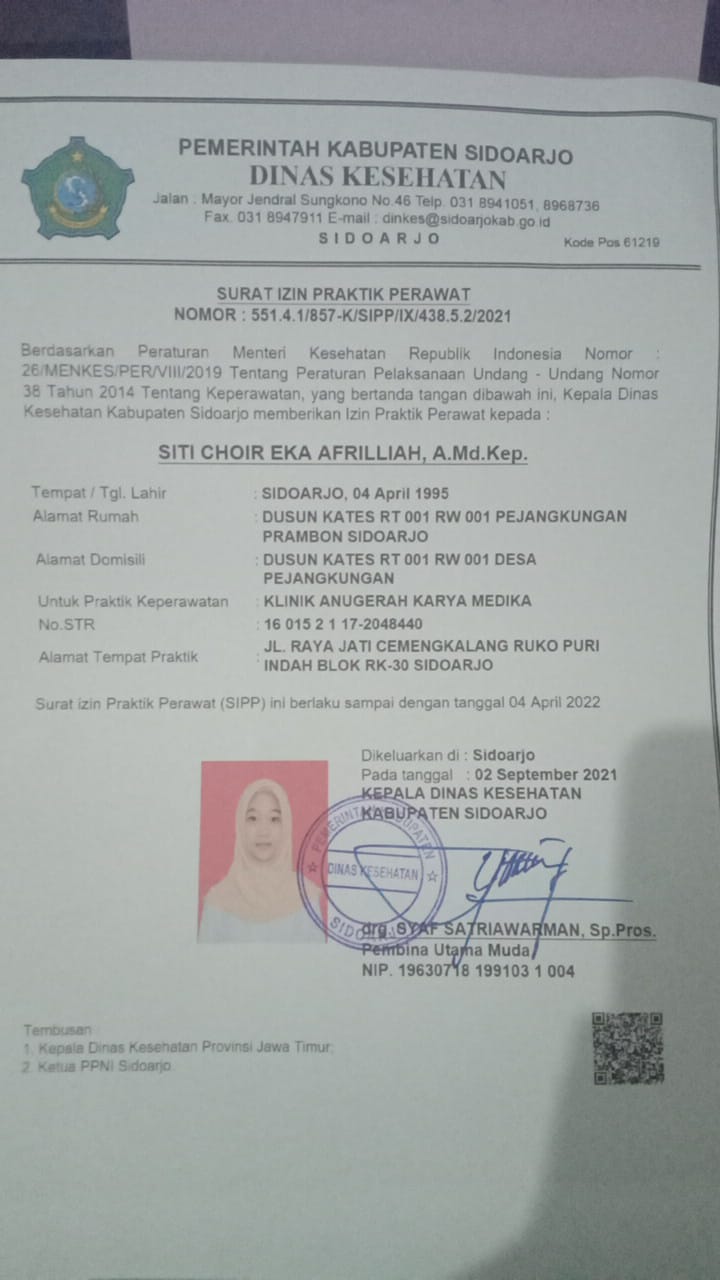 PEMERINTAH KABUPATEN SIDOARJO
DINAS KESEHATAN
Jalan : Mayor Jendral Sungkono No.46 Telp. 031 8941051, 8968736
Fax. 031 8947911 E-mail : dinkes@sidoarjokab.go.id
SIDOARJO
Kode Pos 61219
SURAT IZIN PRAKTIK PERAWAT
NOMOR : 551.4.1/857-K/SIPP/IX/438.5.2/2021
Berdasarkan Peraturan Menteri Kesehatan Republik Indonesia Nomor :
26/MENKES/PER/VIII/2019 Tentang Peraturan Pelaksanaan Undang - Undang Nomor
38 Tahun 2014 Tentang Keperawatan, yang bertanda tangan dibawah ini, Kepala Dinas
Kesehatan Kabupaten Sidoarjo memberikan Izin Praktik Perawat kepada :
SITI CHOIR EKA AFRILLIAH, A.Md.Kep.
Tempat / Tgl. Lahir : SIDOARJO, 04 April 1995
Alamat Rumah : DUSUN KATES RT 001 RW 001 PEJANGKUNGAN
PRAMBON SIDOARJO
Alamat Domisili : DUSUN KATES RT 001 RW 001 DESA
PEJANGKUNGAN
Untuk Praktik Keperawatan : KLINIK ANUGERAH KARYA MEDIKA
No.STR : 16 015 2 1 17-2048440
Alamat Tempat Praktik : JL. RAYA JATI CEMENGKALANG RUKO PURI
INDAH BLOK RK-30 SIDOARJO
Surat izin Praktik Perawat (SIPP) ini berlaku sampai dengan tanggal 04 April 2022
Dikeluarkan di : Sidoarjo
Pada tanggal : 02 September 2021
KEPALA DINAS KESEHATAN
KABUPATEN SIDOARJO
PEMERINTAH KABUPATEN
DINAS KESEHATAN
SIDOARJO
drg. SYAF SATRIAWARMAN, Sp.Pros.
Pembina Utama Muda
NIP. 19630718 199103 1 004
Tembusan :
1. Kepala Dinas Kesehatan Provinsi Jawa Timur;
2. Ketua PPNI Sidoarjo.